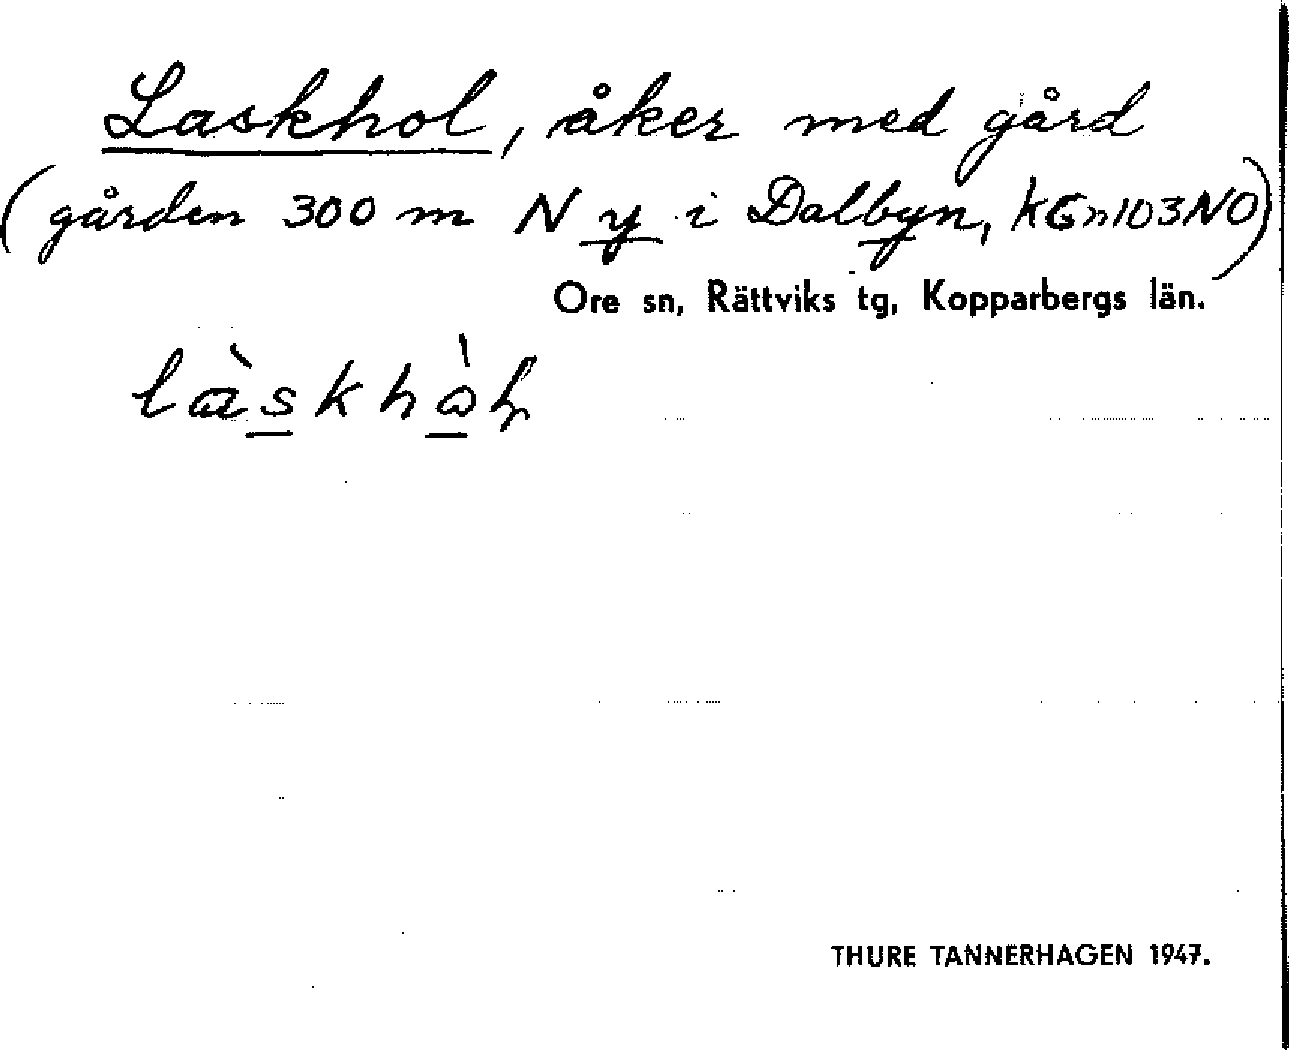 Laskhol, åker med gård
(gården 300 m N y i Dalbyn, KGn103NO)
Ore sn, Rättviks tg, Kopparbergs län.
THURE TANNERHAGEN 1947.